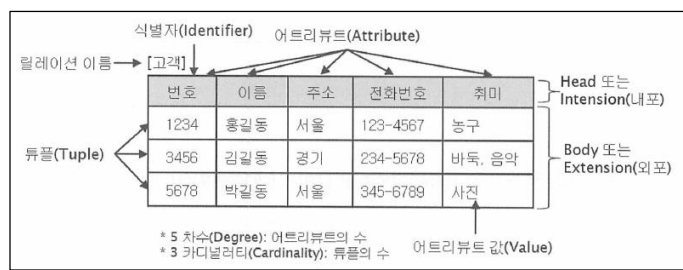 식별자(Identifier) 어트리뷰트(Attribute)
릴레이션 이름 [고객]
번호 이름 주소 전화번호 취미
Head 또는
Intension(내포)
1234 홍길동 서울 123-4567 농구
튜플(Tuple) 3456 김길동 경기 234-5678 바둑, 음악
Body 또는
Extension(외포)
5678 박길동 서울 345-6789 사진
* 5 차수(Degree): 어트리뷰트의 수
* 3 카디널러티(Cardinality): 튜플의 수
어트리뷰트 값(Value)